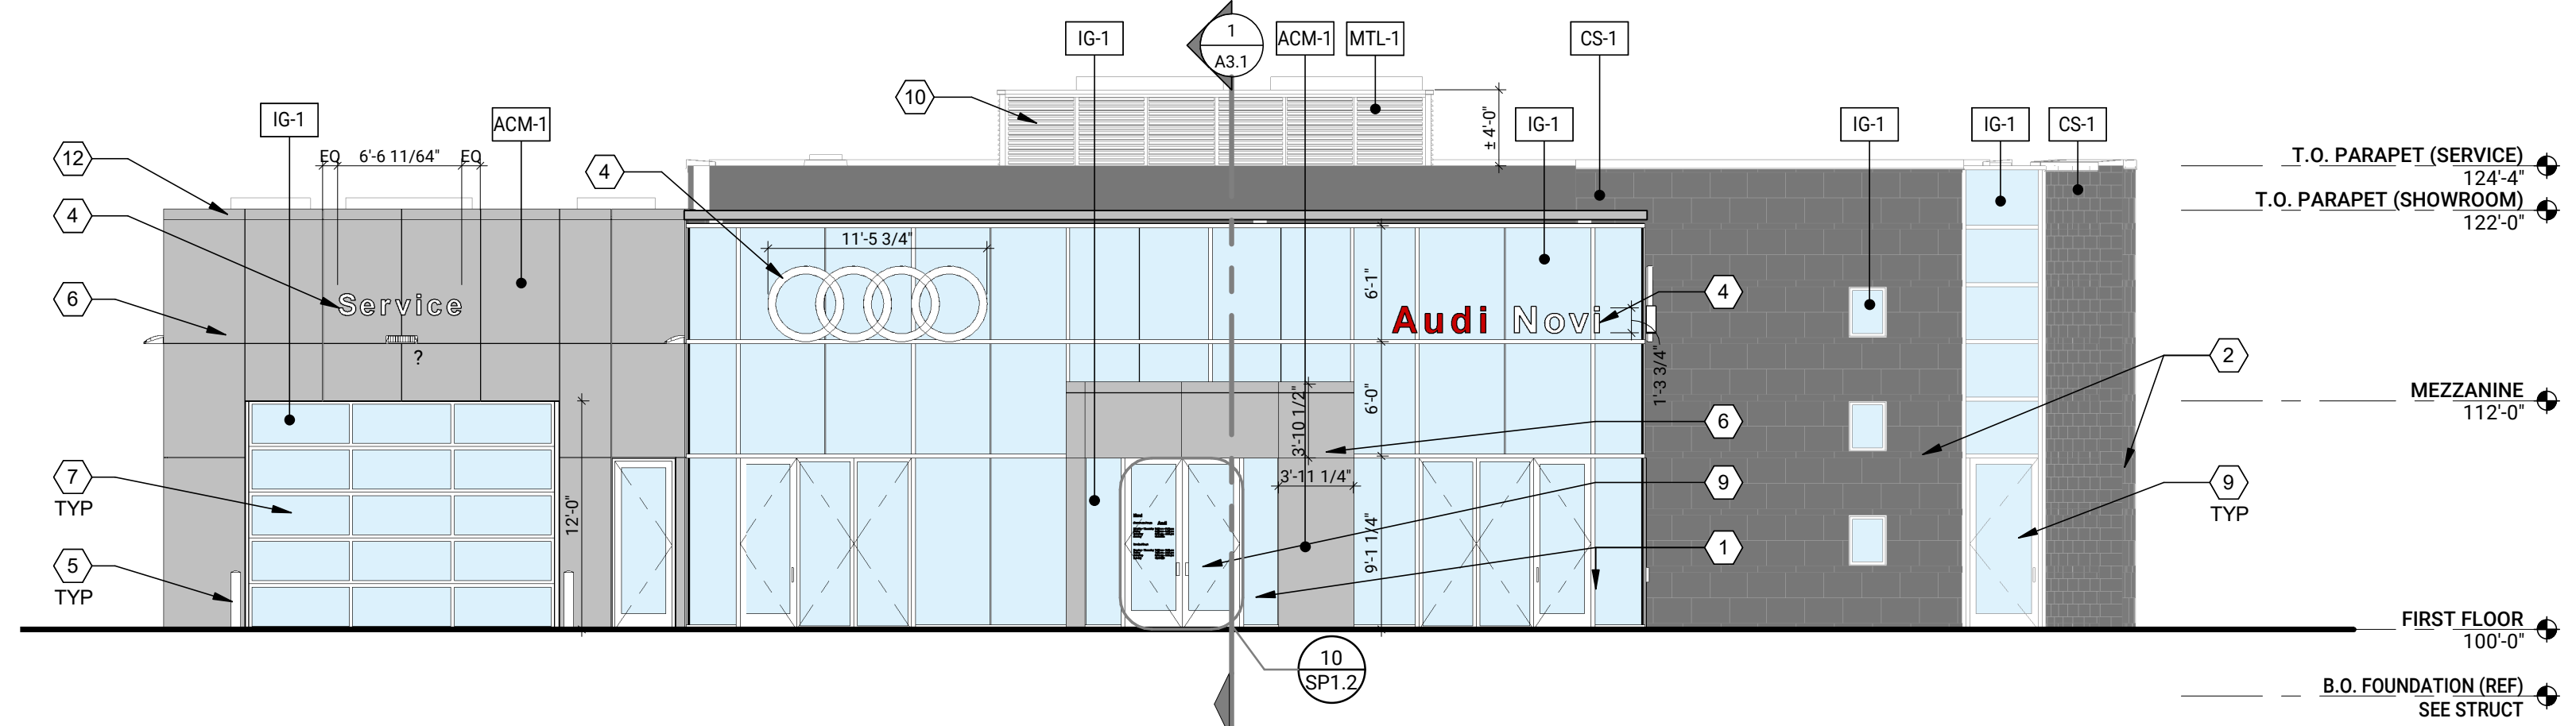 1
A3.1
IG-1
ACM-1
MTL-1
CS-1
10
± 4'-0"
IG-1
ACM-1
IG-1
IG-1
IG-1
CS-1
12
EQ
6'-6 11/64"
EQ
4
T.O. PARAPET (SERVICE)
124'-4"
4
T.O. PARAPET (SHOWROOM)
122'-0"
11'-5 3/4"
6
Service
6'-1"
Audi Novi
4
?
1'-3 3/4"
2
MEZZANINE
112'-0"
6'-0"
3'-10 1/2"
6
7
TYP
3'-11 1/4"
9
9
TYP
12'-0"
9'-1 1/4"
1
5
TYP
FIRST FLOOR
100'-0"
10
SP1.2
B.O. FOUNDATION (REF)
SEE STRUCT